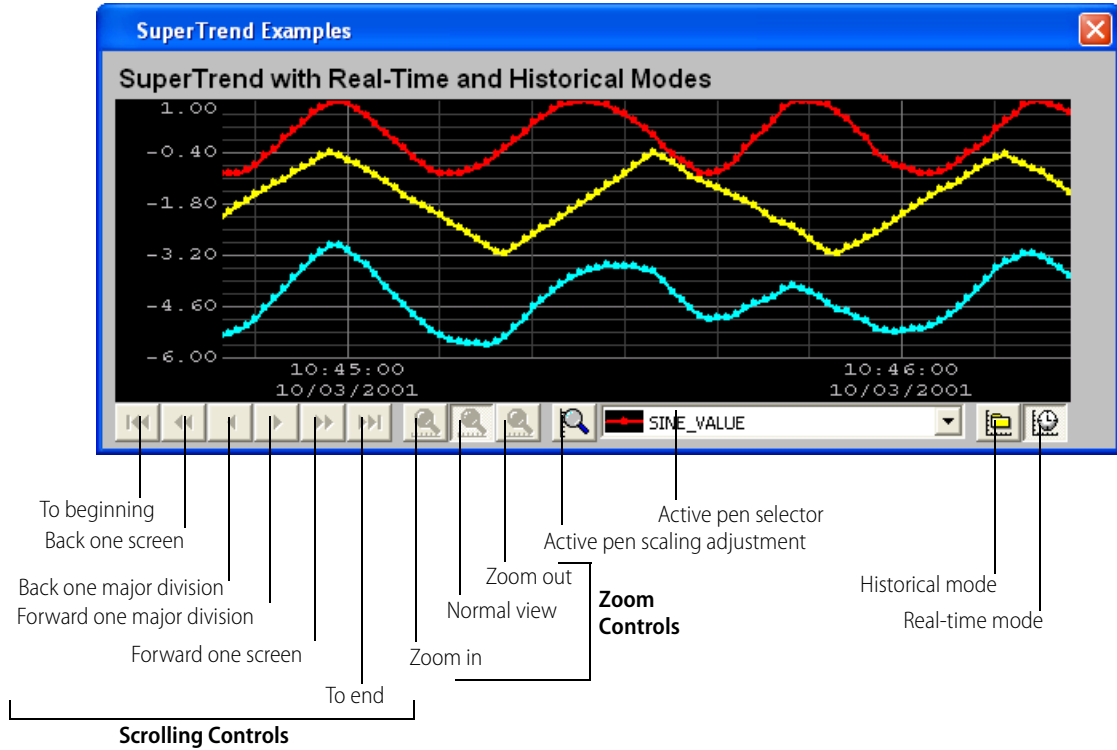 SuperTrend Examples
SuperTrend with Real-Time and Historical Modes
1.00
-0.40
-1.80
-3.20
-4.60
-6.00
10:45:00
10/03/2001
10:46:00
10/03/2001
SINE_VALUE
To beginning
Back one screen
Back one major division
Forward one major division
Forward one screen
To end
Scrolling Controls
Zoom in
Normal view
Zoom out
Zoom
Controls
Active pen scaling adjustment
Active pen selector
Historical mode
Real-time mode